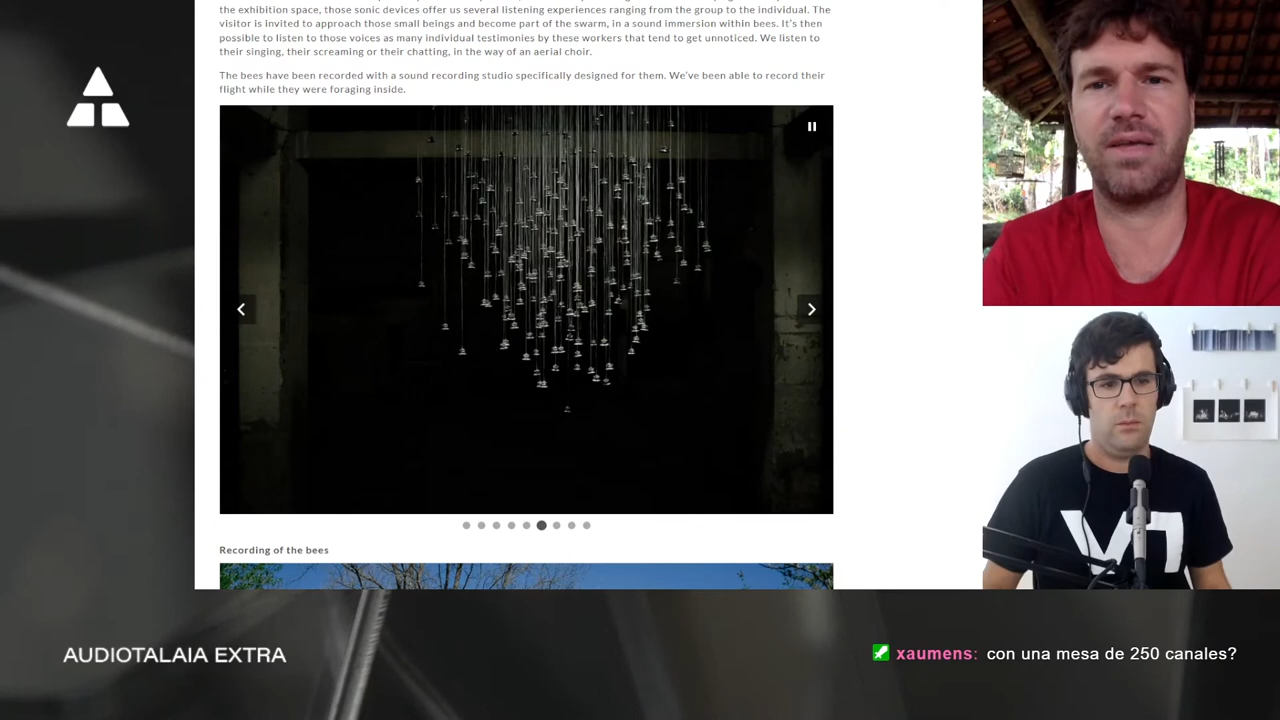 the exhibition space, those sonic devices offer us several listening experiences ranging from the group to the individual. The
visitor is invited to approach those small beings and become part of the swarm, in a sound immersion within bees. It's then
possible to listen to those voices as many individual testimonies by these workers that tend to get unnoticed. We listen to
their singing, their screaming or their chatting, in the way of an aerial choir.
The bees have been recorded with a sound recording studio specifically designed for them. We've been able to record their
flight while they were foraging inside.
Recording of the bees
AUDIOTALAIA EXTRA
xaumens: con una mesa de 250 canales?